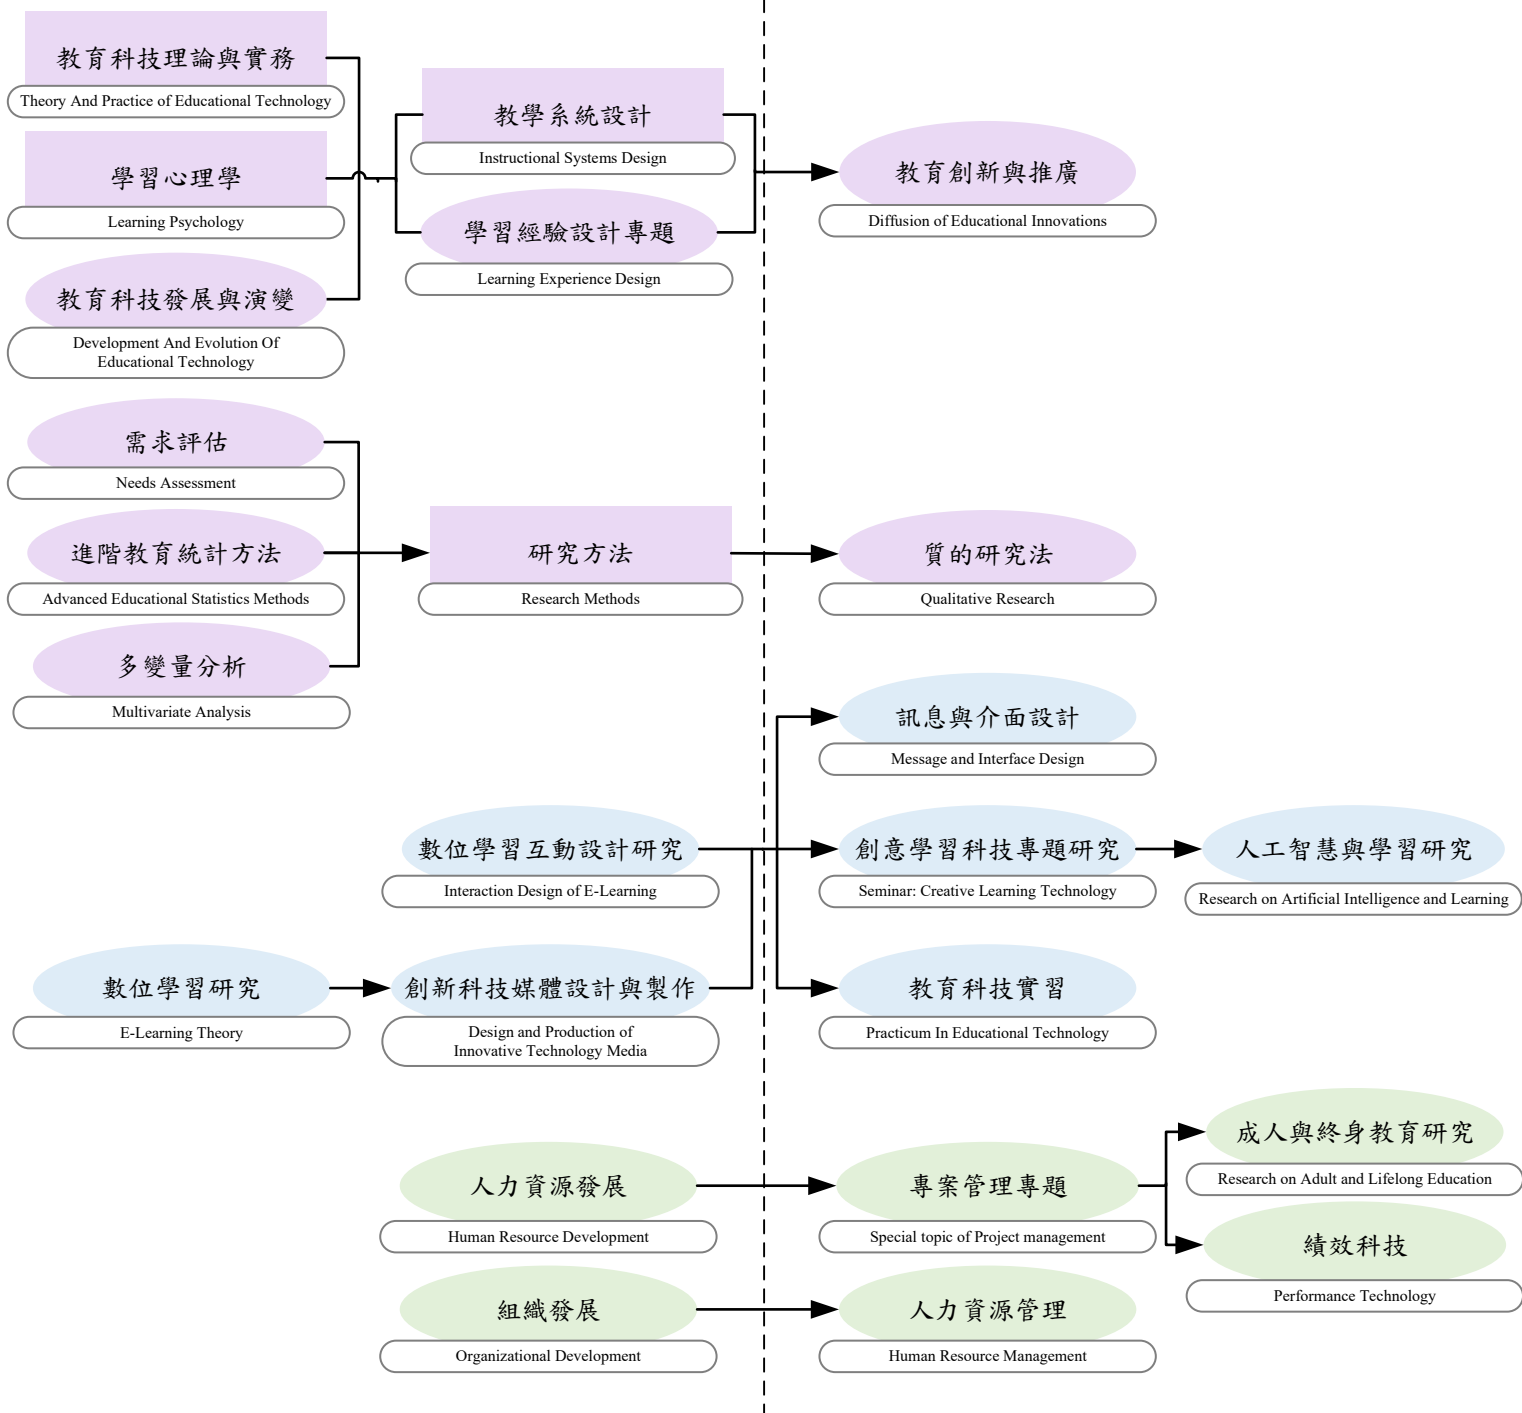 教育科技理論與實務
Theory And Practice of Educational Technology
學習心理學
Learning Psychology
教育科技發展與演變
Development And Evolution Of
Educational Technology
教學系統設計
Instructional Systems Design
學習經驗設計專題
Learning Experience Design
教育創新與推廣
Diffusion of Educational Innovations
需求評估
Needs Assessment
進階教育統計方法
Advanced Educational Statistics Methods
多變量分析
Multivariate Analysis
研究方法
Research Methods
質的研究法
Qualitative Research
訊息與介面設計
Message and Interface Design
數位學習互動設計研究
Interaction Design of E-Learning
創意學習科技專題研究
Seminar: Creative Learning Technology
人工智慧與學習研究
Research on Artificial Intelligence and Learning
數位學習研究
E-Learning Theory
創新科技媒體設計與製作
Design and Production of
Innovative Technology Media
教育科技實習
Practicum In Educational Technology
人力資源發展
Human Resource Development
專案管理專題
Special topic of Project management
成人與終身教育研究
Research on Adult and Lifelong Education
績效科技
Performance Technology
組織發展
Organizational Development
人力資源管理
Human Resource Management